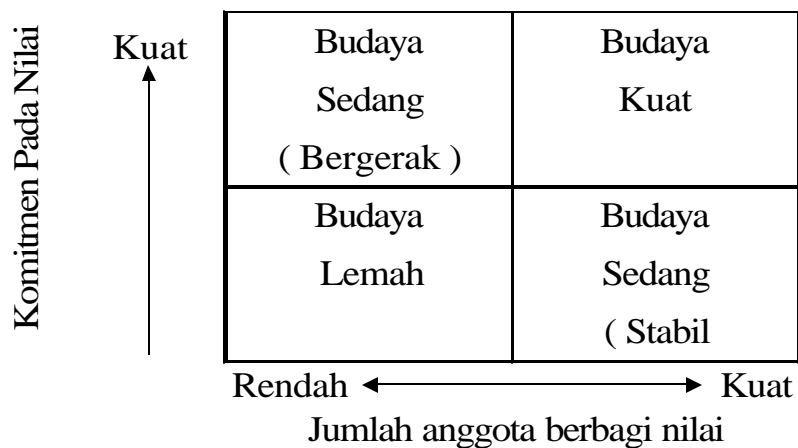 Komitmen Pada Nilai
Kuat
Budaya
Sedang
( Bergerak )
Budaya
Kuat
Budaya
Lemah
Budaya
Sedang
( Stabil
Rendah
Kuat
Jumlah anggota berbagi nilai